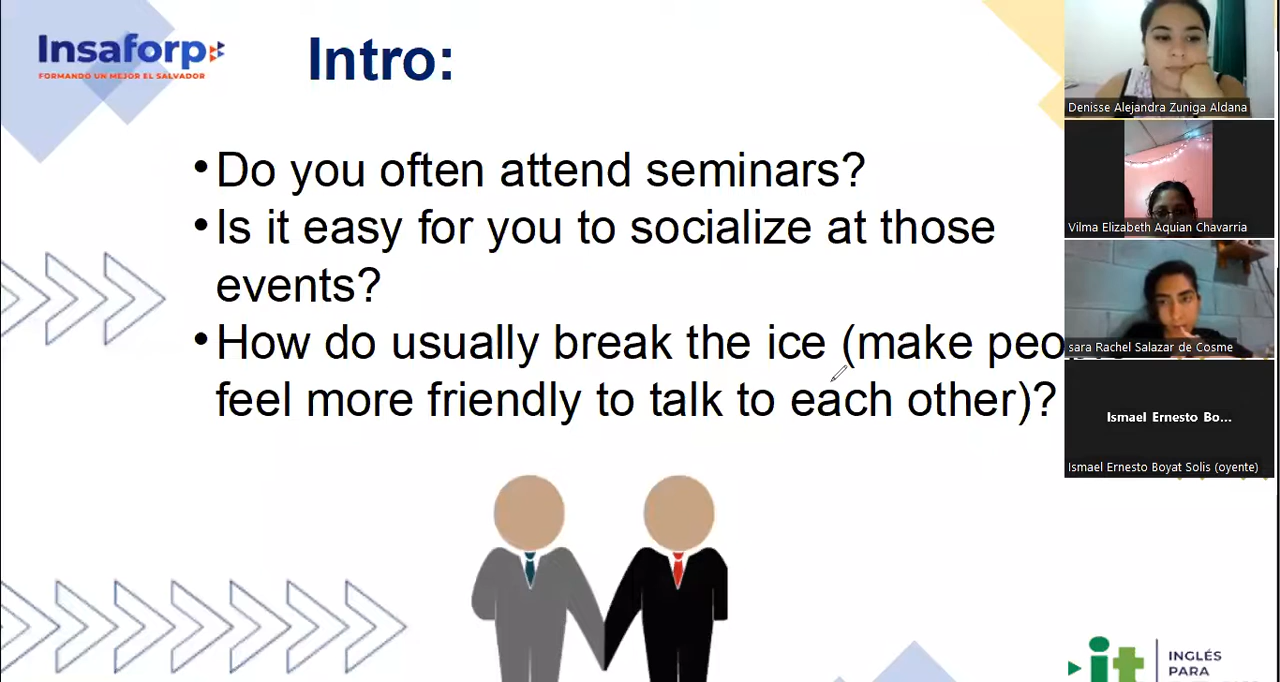 Insaforp
FORMANDO UN MEJOR EL SALVADOR
Intro:
• Do you often attend seminars?
• Is it easy for you to socialize at those
events?
• How do usually break the ice (make
feel more friendly to talk to each other)?
Denisse Alejandra Zuniga Aldana
Vilma Elizabeth Aquian Chavarria
sara Rachel Salazar de Cosme
Ismael Ernesto Bo...
Ismael Ernesto Boyat Solis (oyente)
it
INGLÉS
PARA